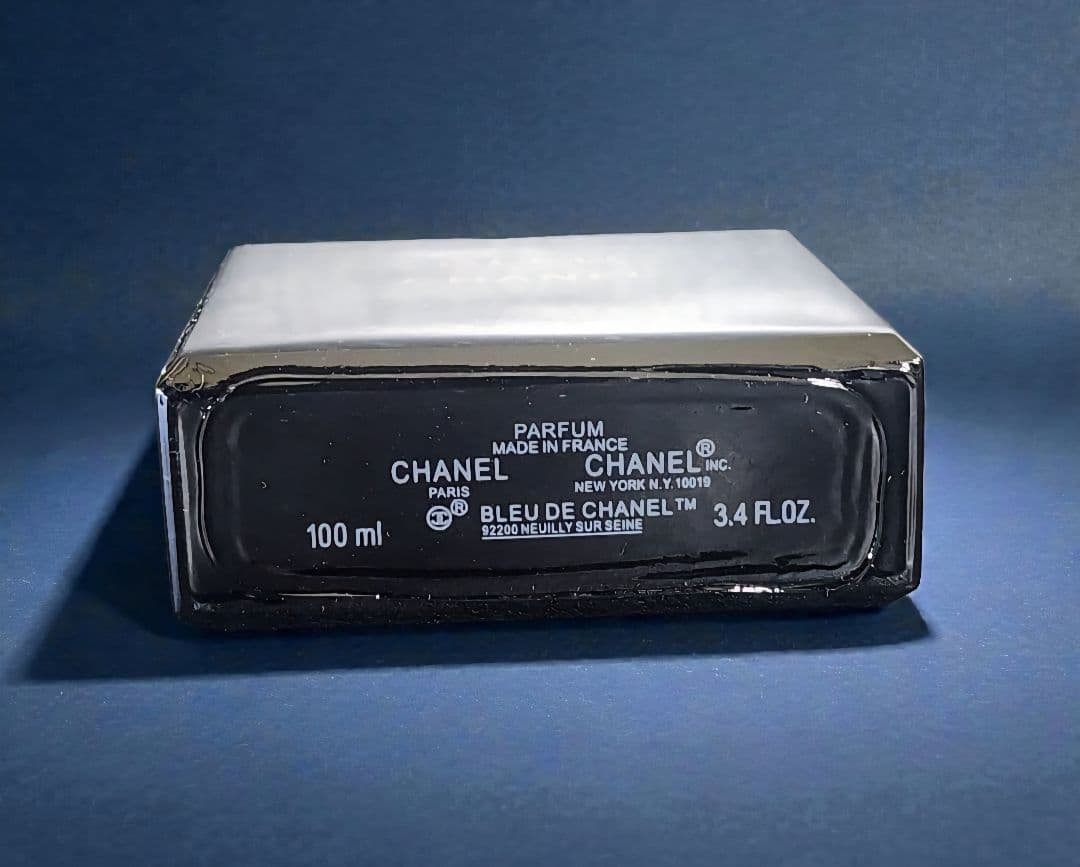 PARFUM
MADE IN FRANCE
CHANEL CHANEL® INC.
PARIS NEW YORK N.Y. 10019
® BLEU DE CHANEL™
100 ml 92200 NEUILLY SUR SEINE 3.4 FL.OZ.